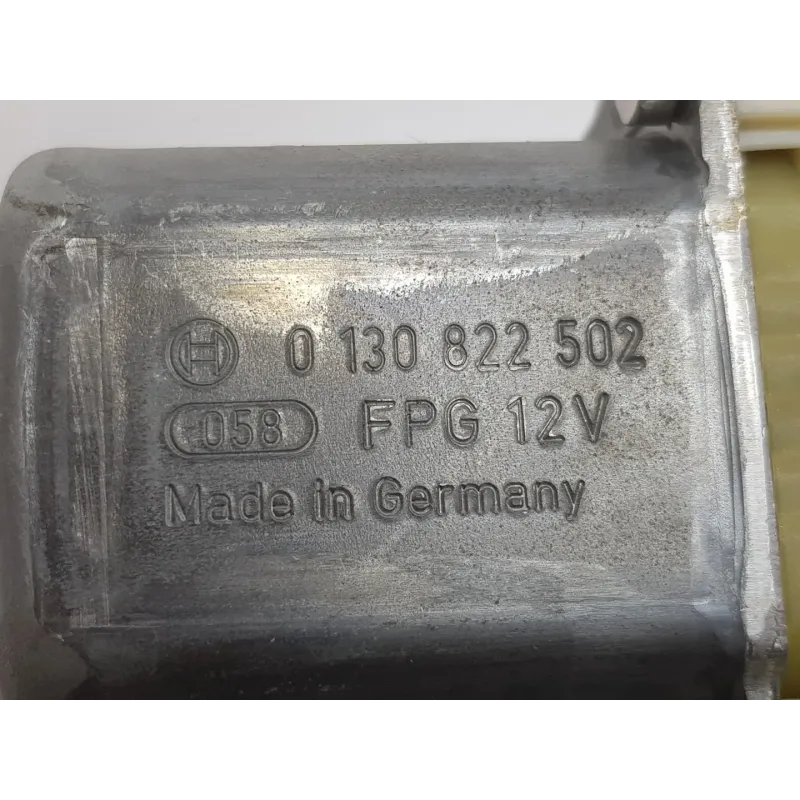 0 130 822 502
058 FPG 12V
Made in Germany